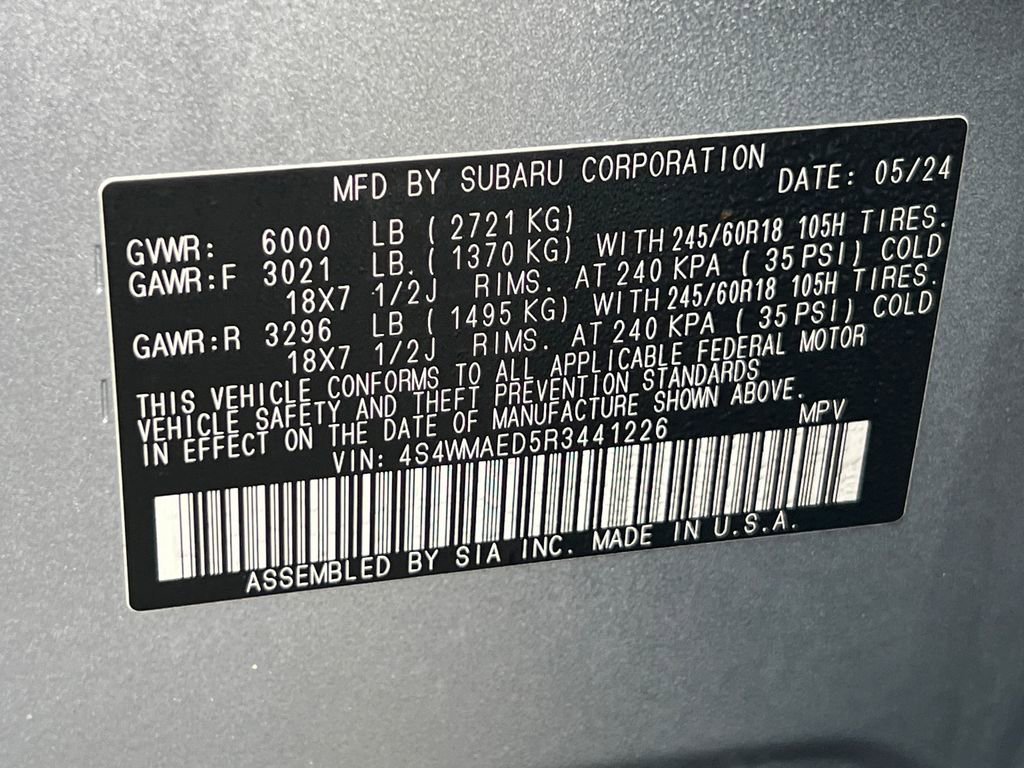 MFD BY SUBARU CORPORATION DATE: 05/24
GVWR: 6000 LB ( 2721 KG)
GAWR:F 3021 LB. ( 1370 KG) WITH 245/60R18 105H TIRES.
18X7 1/2J RIMS. AT 240 KPA ( 35 PSI) COLD
GAWR:R 3296 LB ( 1495 KG) WITH 245/60R18 105H TIRES.
18X7 1/2J RIMS. AT 240 KPA ( 35 PSI) COLD
THIS VEHICLE CONFORMS TO ALL APPLICABLE FEDERAL MOTOR
VEHICLE SAFETY AND THEFT PREVENTION STANDARDS
IN EFFECT ON THE DATE OF MANUFACTURE SHOWN ABOVE.
VIN: 4S4WMAED5R3441226 MPV
ASSEMBLED BY SIA INC. MADE IN U.S.A.